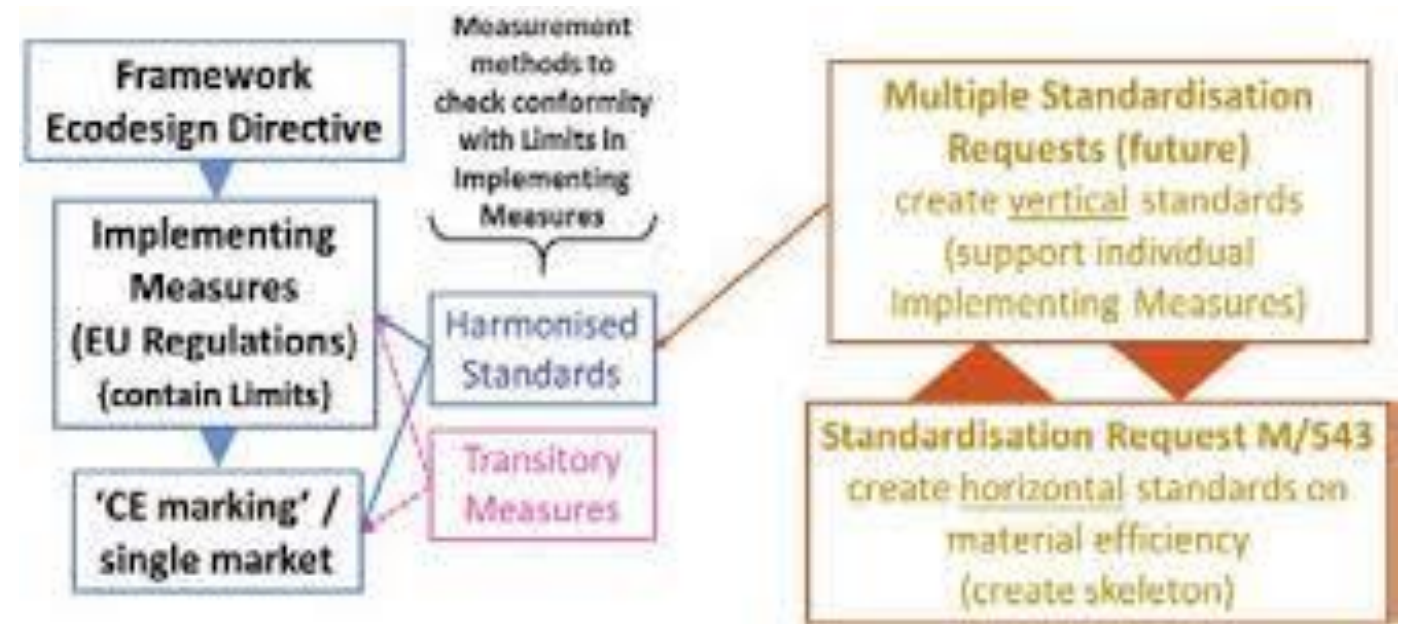 Framework
Ecodesign Directive
Implementing
Measures
(EU Regulations)
(contain Limits)
'CE marking' /
single market
Measurement
methods to
check conformity
with Limits in
Implementing
Measures
Harmonised
Standards
Transitory
Measures
Multiple Standardisation
Requests (future)
create vertical standards
(support individual
Implementing Measures)
Standardisation Request M/543
create horizontal standards on
material efficiency
(create skeleton)